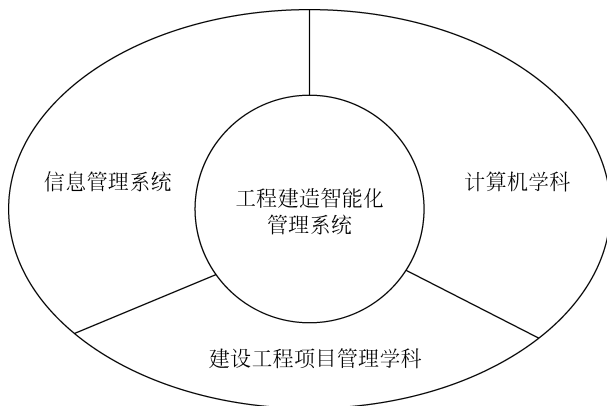 信息管理系统
计算机学科
工程建造智能化
管理系统
建设工程项目管理学科